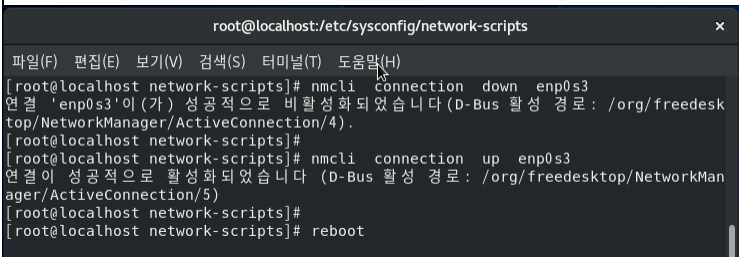 root@localhost:/etc/sysconfig/network-scripts ×
파일(F) 편집(E) 보기(V) 검색(S) 터미널(T) 도움말(H)
[root@localhost network-scripts]# nmcli  connection  down  enp0s3
연결 'enp0s3'이(가) 성공적으로 비활성화되었습니다(D-Bus 활성 경로: /org/freedesk
top/NetworkManager/ActiveConnection/4).
[root@localhost network-scripts]#
[root@localhost network-scripts]# nmcli  connection  up  enp0s3
연결이 성공적으로 활성화되었습니다 (D-Bus 활성 경로: /org/freedesktop/NetworkMan
ager/ActiveConnection/5)
[root@localhost network-scripts]#
[root@localhost network-scripts]# reboot